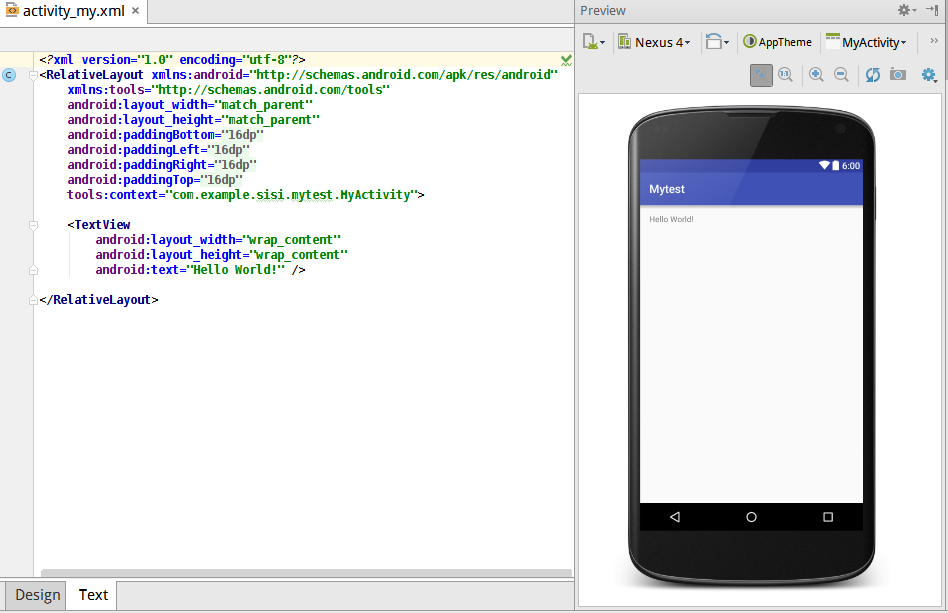 activity_my.xml
<?xml version="1.0" encoding="utf-8"?>
<RelativeLayout xmlns:android="http://schemas.android.com/apk/res/android"
    xmlns:tools="http://schemas.android.com/tools"
    android:layout_width="match_parent"
    android:layout_height="match_parent"
    android:paddingBottom="16dp"
    android:paddingLeft="16dp"
    android:paddingRight="16dp"
    android:paddingTop="16dp"
    tools:context="com.example.sisi.mytest.MyActivity">
    <TextView
        android:layout_width="wrap_content"
        android:layout_height="wrap_content"
        android:text="Hello World!" />
</RelativeLayout>
Design Text
Preview
Nexus 4 AppTheme MyActivity
1:1
6:00
Mytest
Hello World!
C